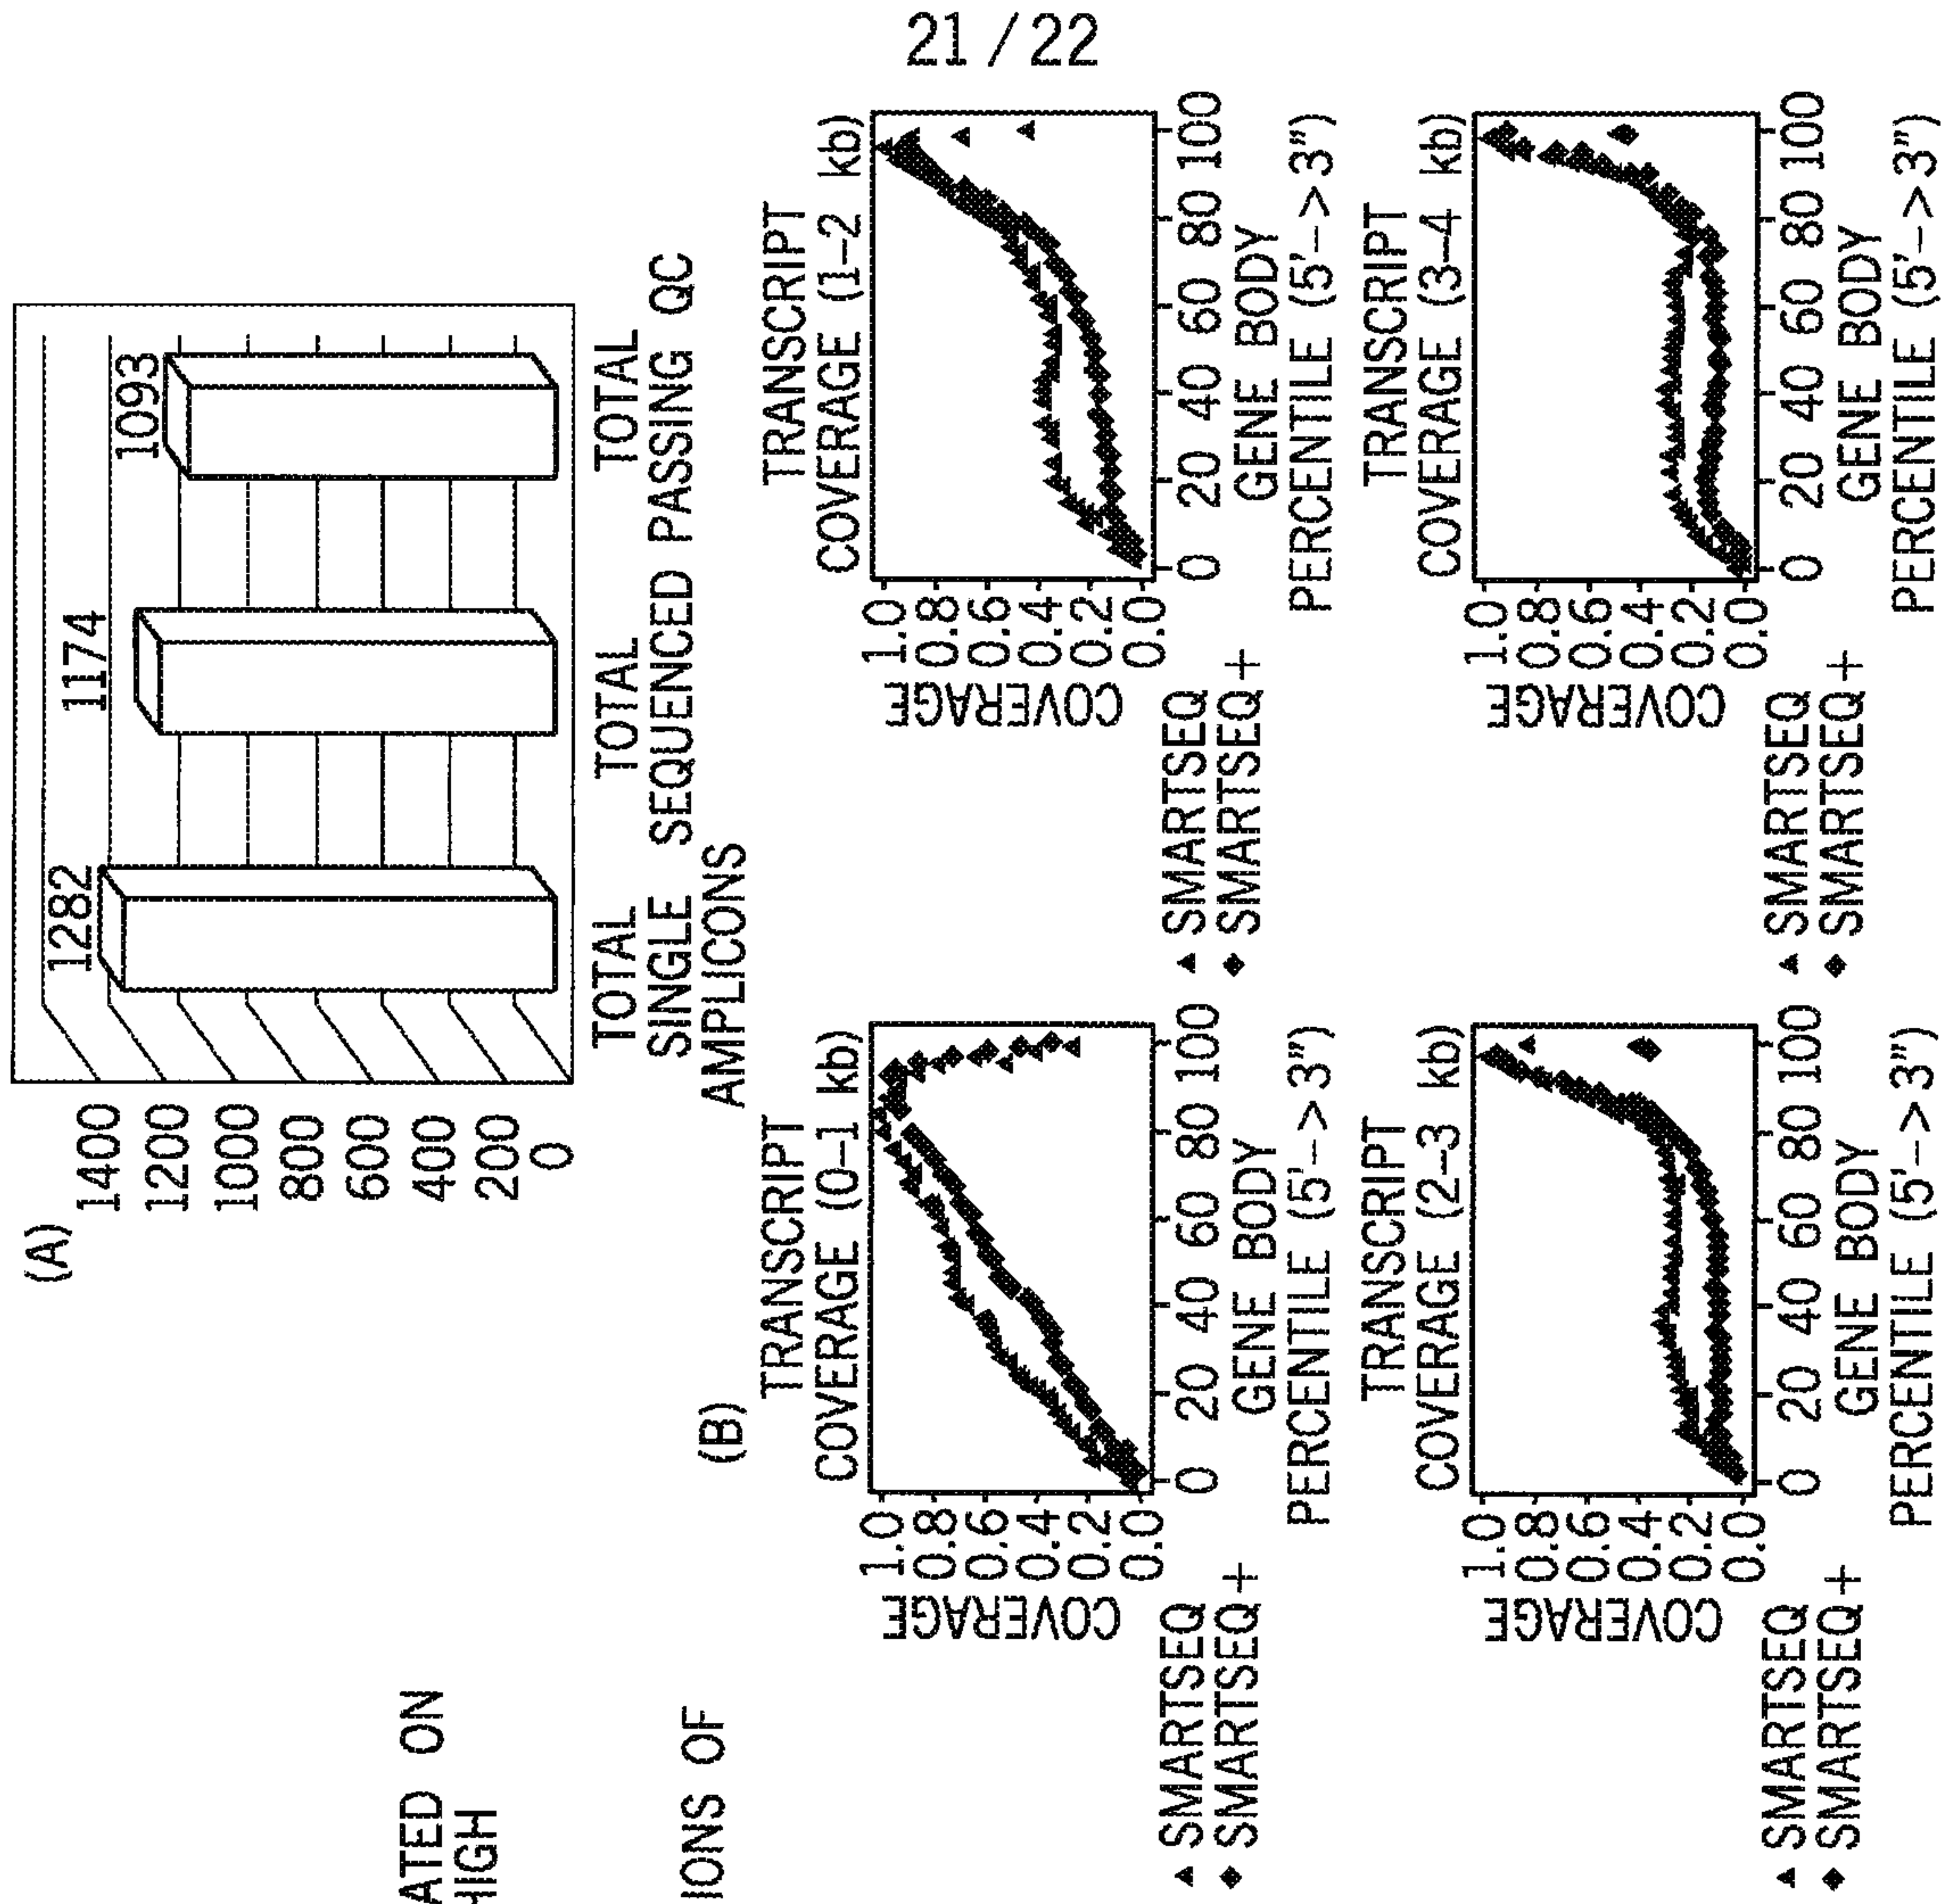 21/22
ATED ON
HIGH
IONS OF
(A)
1400
1200
1000
800
600
400
200
0
1282
1174
1093
TOTAL SINGLE AMPLICONS
TOTAL SEQUENCED
TOTAL PASSING QC
(B)
TRANSCRIPT
COVERAGE (0–1 kb)
COVERAGE
1.0
0.8
0.6
0.4
0.2
0.0
0 20 40 60 80 100
GENE BODY
PERCENTILE (5'–>3")
▲ SMARTSEQ
◆ SMARTSEQ+
TRANSCRIPT
COVERAGE (1–2 kb)
COVERAGE
1.0
0.8
0.6
0.4
0.2
0.0
0 20 40 60 80 100
GENE BODY
PERCENTILE (5'–>3")
▲ SMARTSEQ
◆ SMARTSEQ+
TRANSCRIPT
COVERAGE (2–3 kb)
COVERAGE
1.0
0.8
0.6
0.4
0.2
0.0
0 20 40 60 80 100
GENE BODY
PERCENTILE (5'–>3")
▲ SMARTSEQ
◆ SMARTSEQ+
TRANSCRIPT
COVERAGE (3–4 kb)
COVERAGE
1.0
0.8
0.6
0.4
0.2
0.0
0 20 40 60 80 100
GENE BODY
PERCENTILE (5'–>3")
▲ SMARTSEQ
◆ SMARTSEQ+